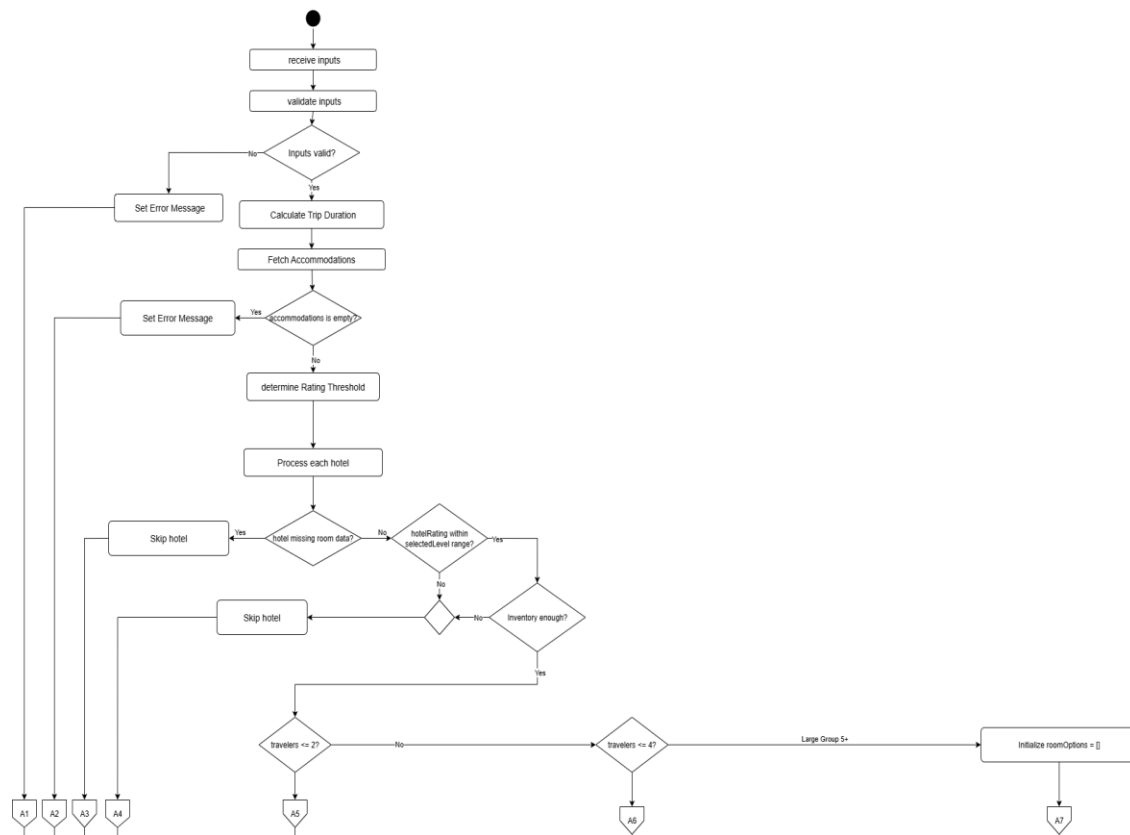 receive inputs
validate inputs
Inputs valid?
No
Yes
Set Error Message
Calculate Trip Duration
Fetch Accommodations
Set Error Message
Yes
accommodations is empty?
No
determine Rating Threshold
Process each hotel
Skip hotel
Yes
hotel missing room data?
No
hotelRating within
selectedLevel range?
Yes
No
Skip hotel
No
Inventory enough?
Yes
travelers <= 2?
No
travelers <= 4?
Large Group 5+
Initialize roomOptions = []
A1
A2
A3
A4
A5
A6
A7